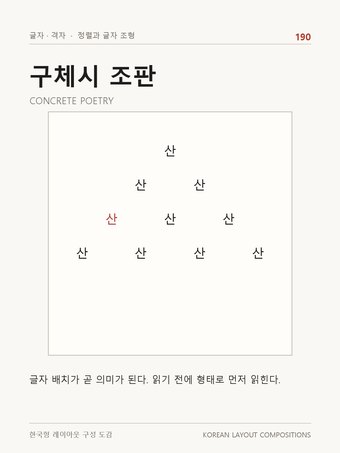 글자 · 격자 · 정렬과 글자 조형
190
구체시 조판
CONCRETE POETRY
산
산 산
산 산 산
산 산 산 산
글자 배치가 곧 의미가 된다. 읽기 전에 형태로 먼저 읽힌다.
한국형 레이아웃 구성 도감
KOREAN LAYOUT COMPOSITIONS